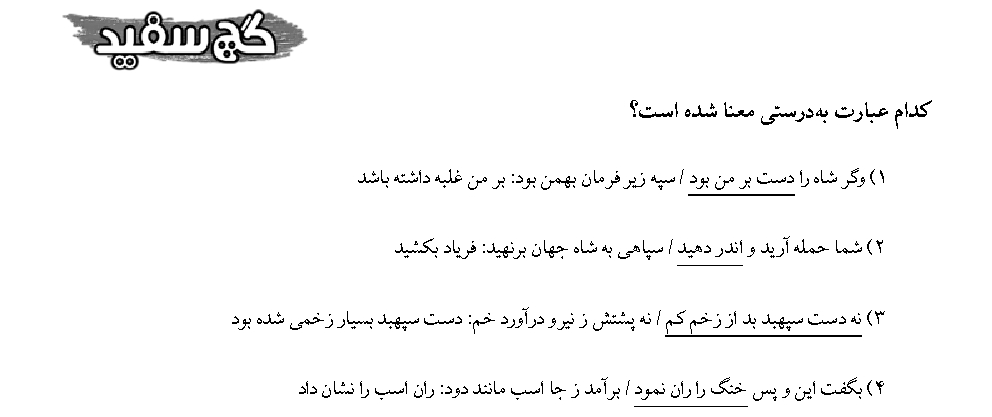 گچ سفید
کدام عبارت به‌درستی معنا شده است؟
۱) وگر شاه را دست بر من بود / سپه زیر فرمان بهمن بود: بر من غلبه داشته باشد
۲) شما حمله آرید و اندر دهید / سپاهی به شاه جهان برنهید: فریاد بکشید
۳) نه دست سپهبد بد از زخم کم / نه پشتش ز نیرو درآورد خم: دست سپهبد بسیار زخمی شده بود
۴) بگفت این و پس خنگ را ران نمود / برآمد ز جا اسب مانند دود: ران اسب را نشان داد